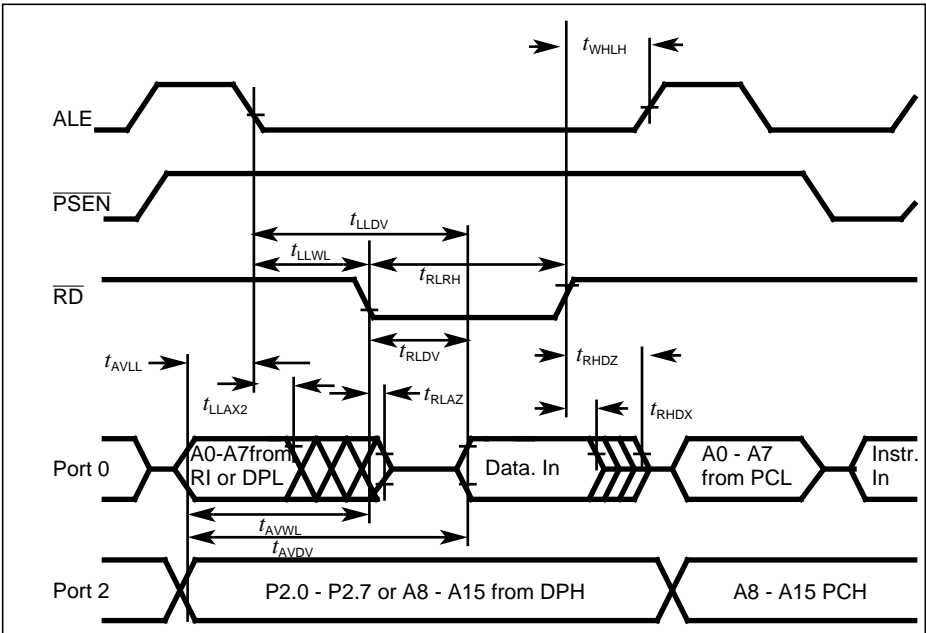 tWHLH
ALE
PSEN
tLLDV
tLLWL
tRLRH
RD
tAVLL
tRLDV
tRHDZ
tLLAX2
tRLAZ
tRHDX
Port 0
A0-A7from
RI or DPL
Data. In
A0 - A7
from PCL
Instr.
In
tAVWL
tAVDV
Port 2
P2.0 - P2.7 or A8 - A15 from DPH
A8 - A15 PCH